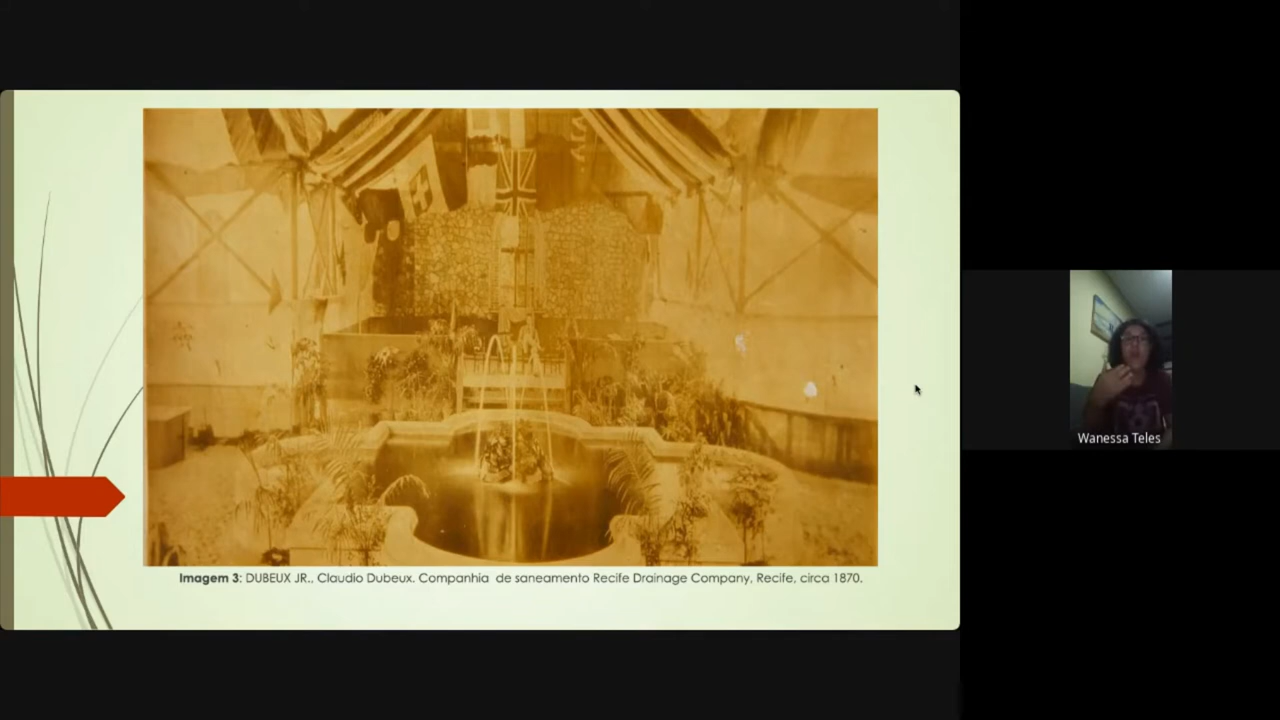 Imagem 3: DUBEUX JR., Claudio Dubeux. Companhia de saneamento Recife Drainage Company, Recife, circa 1870.
Wanessa Teles